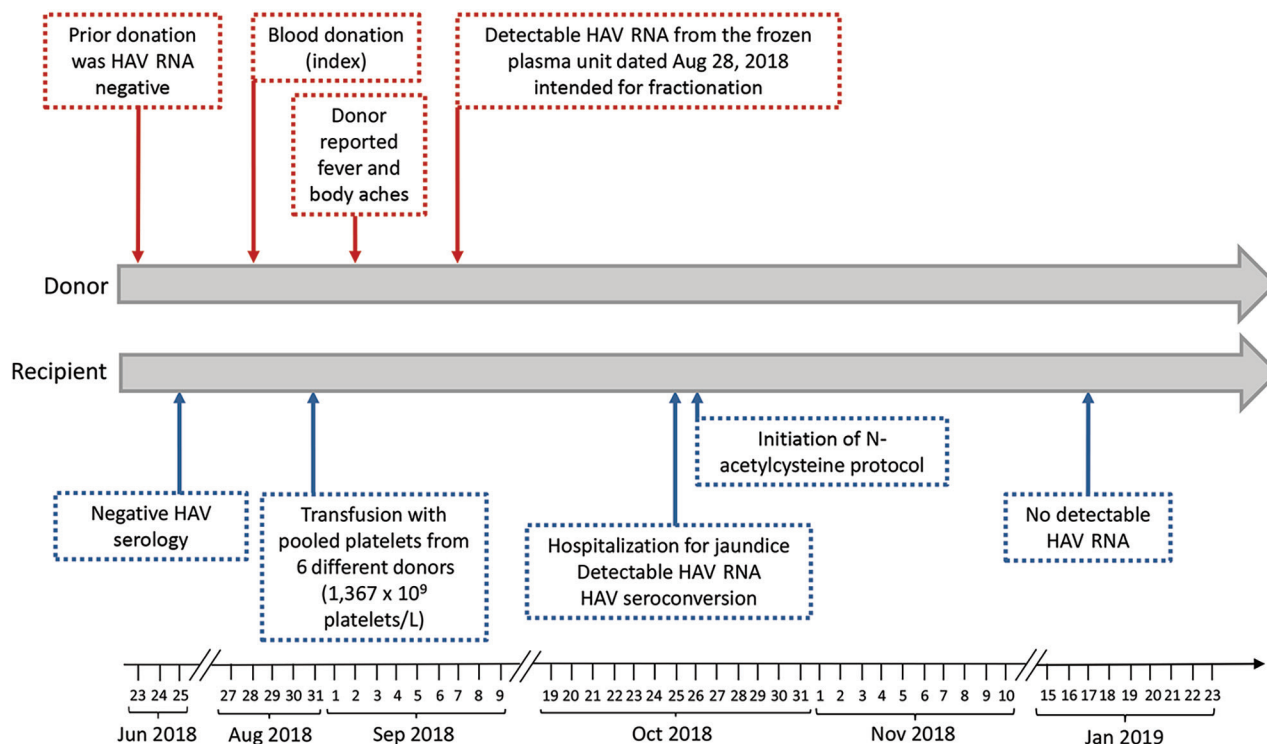 Prior donation
was HAV RNA
negative
Blood donation
(index)
Donor
reported
fever and
body aches
Detectable HAV RNA from the frozen
plasma unit dated Aug 28, 2018
intended for fractionation
Donor
Recipient
Negative HAV
serology
Transfusion with
pooled platelets from
6 different donors
(1,367 x 10⁹
platelets/L)
Hospitalization for jaundice
Detectable HAV RNA
HAV seroconversion
Initiation of N-
acetylcysteine protocol
No detectable
HAV RNA
23 24 25 27 28 29 30 31 1 2 3 4 5 6 7 8 9 19 20 21 22 23 24 25 26 27 28 29 30 31 1 2 3 4 5 6 7 8 9 10 15 16 17 18 19 20 21 22 23
Jun 2018 Aug 2018 Sep 2018 Oct 2018 Nov 2018 Jan 2019